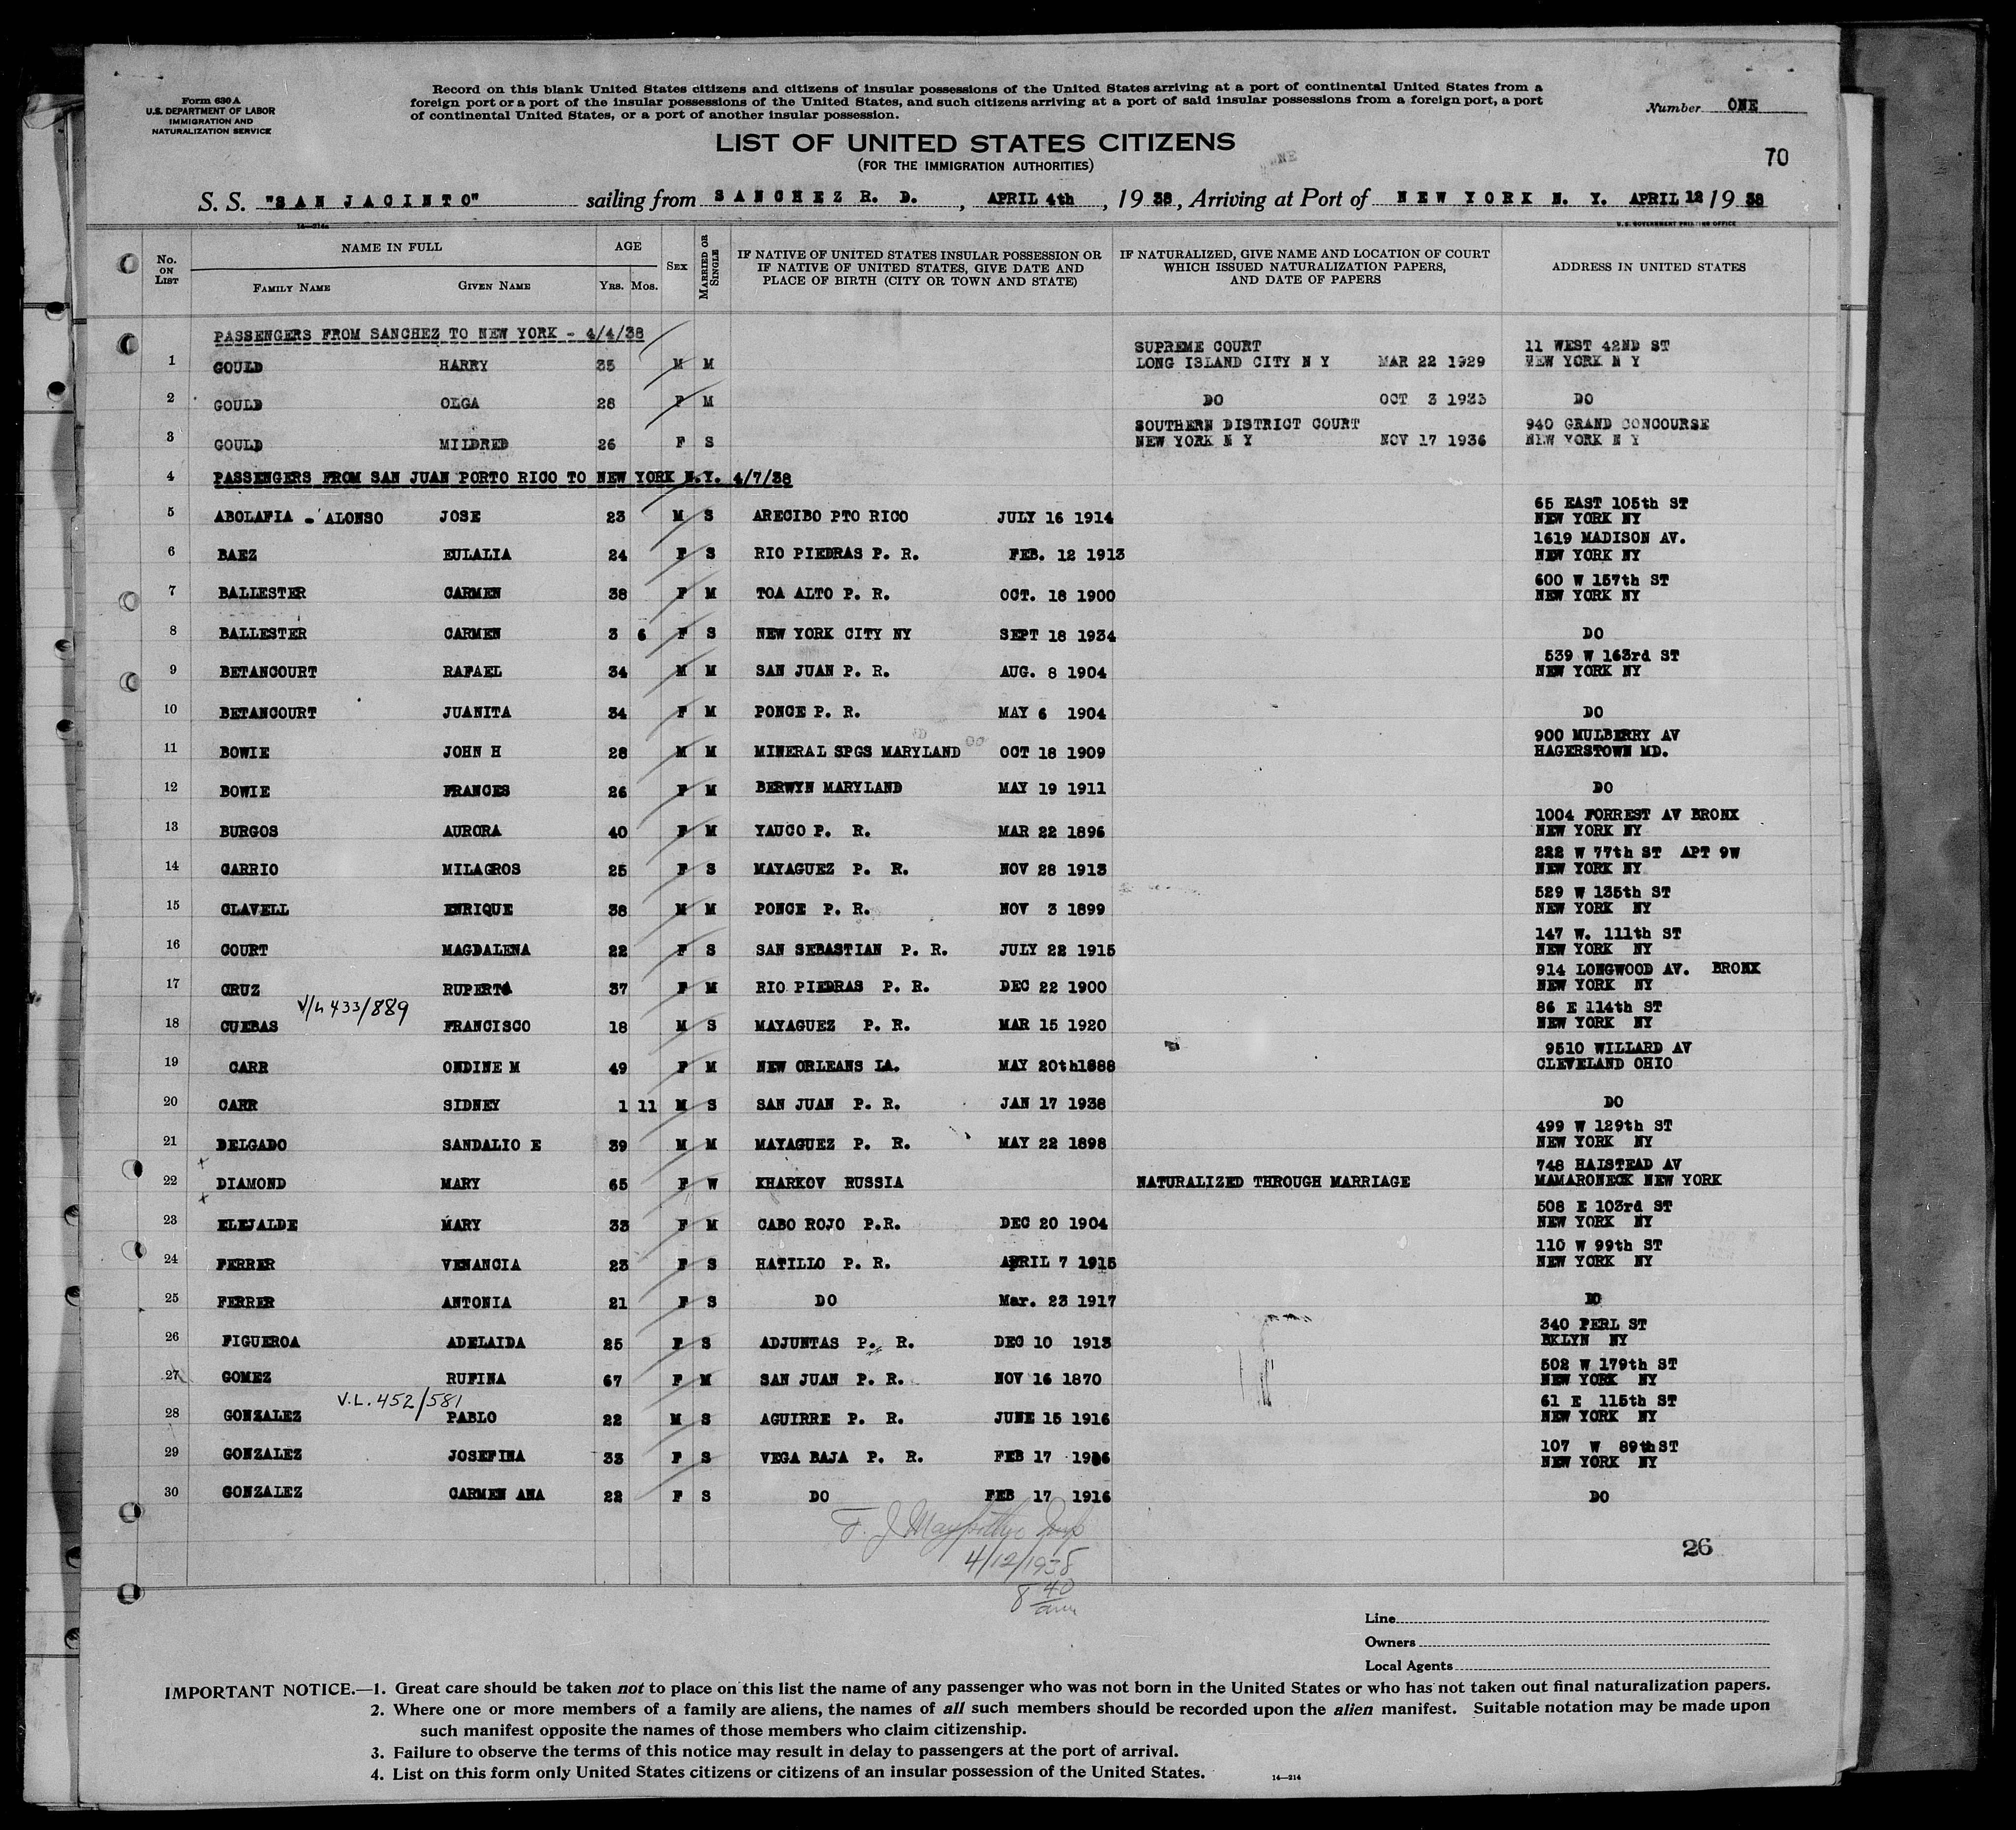 Form 630 A
U.S. DEPARTMENT OF LABOR
IMMIGRATION AND
NATURALIZATION SERVICE
Record on this blank United States citizens and citizens of insular possessions of the United States arriving at a port of continental United States from a
foreign port or a port of the insular possessions of the United States, and such citizens arriving at a port of said insular possessions from a foreign port, a port
of continental United States, or a port of another insular possession.
Number ONE
LIST OF UNITED STATES CITIZENS
(FOR THE IMMIGRATION AUTHORITIES)
70
S. S. "SAN JACINTO" sailing from SANCHEZ R. D. , APRIL 4th , 19 38, Arriving at Port of NEW YORK N. Y. APRIL 12 19 38
14—214a
U.S. GOVERNMENT PRINTING OFFICE
No. ON LIST
NAME IN FULL
FAMILY NAME GIVEN NAME
AGE
YRS. MOS.
SEX
MARRIED OR SINGLE
IF NATIVE OF UNITED STATES INSULAR POSSESSION OR
IF NATIVE OF UNITED STATES, GIVE DATE AND
PLACE OF BIRTH (CITY OR TOWN AND STATE)
IF NATURALIZED, GIVE NAME AND LOCATION OF COURT
WHICH ISSUED NATURALIZATION PAPERS,
AND DATE OF PAPERS
ADDRESS IN UNITED STATES
PASSENGERS FROM SANCHEZ TO NEW YORK - 4/4/38
SUPREME COURT 11 WEST 42ND ST
1 GOULD HARRY 35 M M LONG ISLAND CITY N Y MAR 22 1929 NEW YORK N Y
2 GOULD OLGA 28 F M DO OCT 3 1933 DO
SOUTHERN DISTRICT COURT 940 GRAND CONCOURSE
3 GOULD MILDRED 26 F S NEW YORK N Y NOV 17 1936 NEW YORK N Y
4 PASSENGERS FROM SAN JUAN PORTO RICO TO NEW YORK N.Y. 4/7/38
65 EAST 105th ST
5 ABOLAFIA - ALONSO JOSE 23 M S ARECIBO PTO RICO JULY 16 1914 NEW YORK NY
1619 MADISON AV.
6 BAEZ EULALIA 24 F S RIO PIEDRAS P. R. FEB. 12 1913 NEW YORK NY
600 W 157th ST
7 BALLESTER CARMEN 38 F M TOA ALTO P. R. OCT. 18 1900 NEW YORK NY
8 BALLESTER CARMEN 3 6 F S NEW YORK CITY NY SEPT 18 1934 DO
539 W 163rd ST
9 BETANCOURT RAFAEL 34 M M SAN JUAN P. R. AUG. 8 1904 NEW YORK NY
10 BETANCOURT JUANITA 34 F M PONCE P. R. MAY 6 1904 DO
900 MULBERRY AV
11 BOWIE JOHN H 28 M M MINERAL SPGS MARYLAND OCT 18 1909 HAGERSTOWN MD.
12 BOWIE FRANCES 26 F M BERWYN MARYLAND MAY 19 1911 DO
1004 FORREST AV BRONX
13 BURGOS AURORA 40 F M YAUCO P. R. MAR 22 1896 NEW YORK NY
222 W 77th ST APT 9W
14 CARRIO MILAGROS 25 F S MAYAGUEZ P. R. NOV 28 1913 NEW YORK NY
529 W 135th ST
15 CLAVELL ENRIQUE 38 M M PONCE P. R. NOV 3 1899 NEW YORK NY
147 W. 111th ST
16 COURT MAGDALENA 22 F S SAN SEBASTIAN P. R. JULY 22 1915 NEW YORK NY
914 LONGWOOD AV. BRONX
17 CRUZ RUPERTA 37 F M RIO PIEDRAS P. R. DEC 22 1900 NEW YORK NY
V/L 433/889 86 E 114th ST
18 CUEBAS FRANCISCO 18 M S MAYAGUEZ P. R. MAR 15 1920 NEW YORK NY
9510 WILLARD AV
19 CARR ONDINE M 49 F M NEW ORLEANS LA. MAY 20th1888 CLEVELAND OHIO
20 CARR SIDNEY 1 11 M S SAN JUAN P. R. JAN 17 1938 DO
499 W 129th ST
21 DELGADO SANDALIO E 39 M M MAYAGUEZ P. R. MAY 22 1898 NEW YORK NY
748 HALSTEAD AV
22 DIAMOND MARY 65 F W KHARKOV RUSSIA NATURALIZED THROUGH MARRIAGE MAMARONECK NEW YORK
508 E 103rd ST
23 ELEJALDE MARY 33 F M CABO ROJO P.R. DEC 20 1904 NEW YORK NY
110 W 99th ST
24 FERRER VENANCIA 23 F S HATILLO P. R. APRIL 7 1915 NEW YORK NY
25 FERRER ANTONIA 21 F S DO Mar. 23 1917 DO
340 PERL ST
26 FIGUEROA ADELAIDA 25 F S ADJUNTAS P. R. DEC 10 1913 BKLYN NY
502 W 179th ST
27 GOMEZ RUFINA 67 F M SAN JUAN P. R. NOV 16 1870 NEW YORK NY
V.L. 452/581 61 E 115th ST
28 GONZALEZ PABLO 22 M S AGUIRRE P. R. JUNE 15 1916 NEW YORK NY
107 W 89th ST
29 GONZALEZ JOSEFINA 33 F S VEGA BAJA P. R. FEB 17 NEW YORK NY
30 GONZALEZ CARMEN ANA 22 F S DO FEB 17 1916 DO
4/12/1938
8 40
am
26
Line
Owners
Local Agents
IMPORTANT NOTICE.—1. Great care should be taken not to place on this list the name of any passenger who was not born in the United States or who has not taken out final naturalization papers.
2. Where one or more members of a family are aliens, the names of all such members should be recorded upon the alien manifest. Suitable notation may be made upon
such manifest opposite the names of those members who claim citizenship.
3. Failure to observe the terms of this notice may result in delay to passengers at the port of arrival.
4. List on this form only United States citizens or citizens of an insular possession of the United States.
14—214